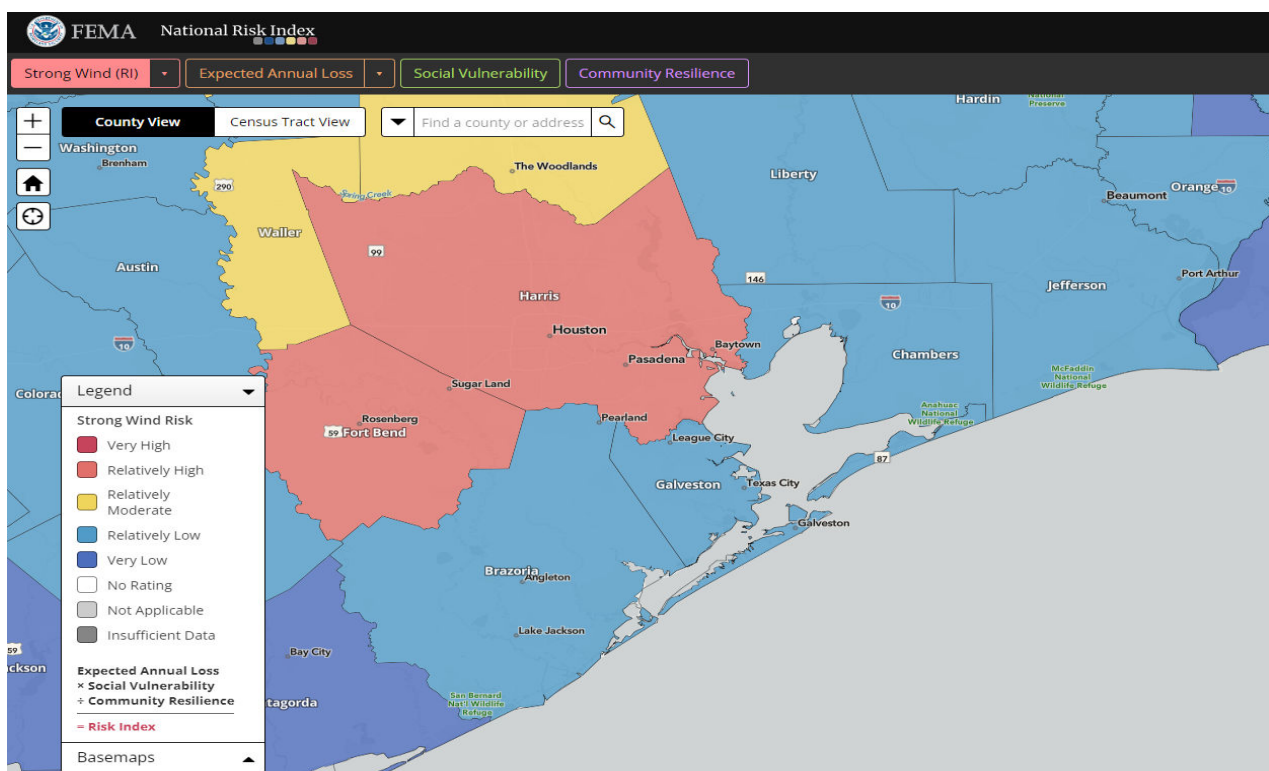 FEMA
National Risk Index
Strong Wind (RI)
Expected Annual Loss
Social Vulnerability
Community Resilience
+
County View
Census Tract View
Find a county or address
—
Hardin
National
Preserve
Washington
Brenham
The Woodlands
Liberty
290
Spring Creek
Orange
10
Beaumont
Waller
99
Austin
146
Port Arthur
Harris
Jefferson
10
Houston
10
Baytown
Pasadena
Chambers
McFaddin
National
Wildlife Refuge
Colorad
Sugar Land
Anahuac
National
Wildlife Refuge
Rosenberg
Pearland
59
Fort Bend
League City
87
Galveston
Texas City
Galveston
Brazoria
Angleton
Lake Jackson
59
Bay City
ckson
tagorda
San Bernard
Nat'l Wildlife
Refuge
Legend
Strong Wind Risk
Very High
Relatively High
Relatively
Moderate
Relatively Low
Very Low
No Rating
Not Applicable
Insufficient Data
Expected Annual Loss
× Social Vulnerability
÷ Community Resilience
= Risk Index
Basemaps